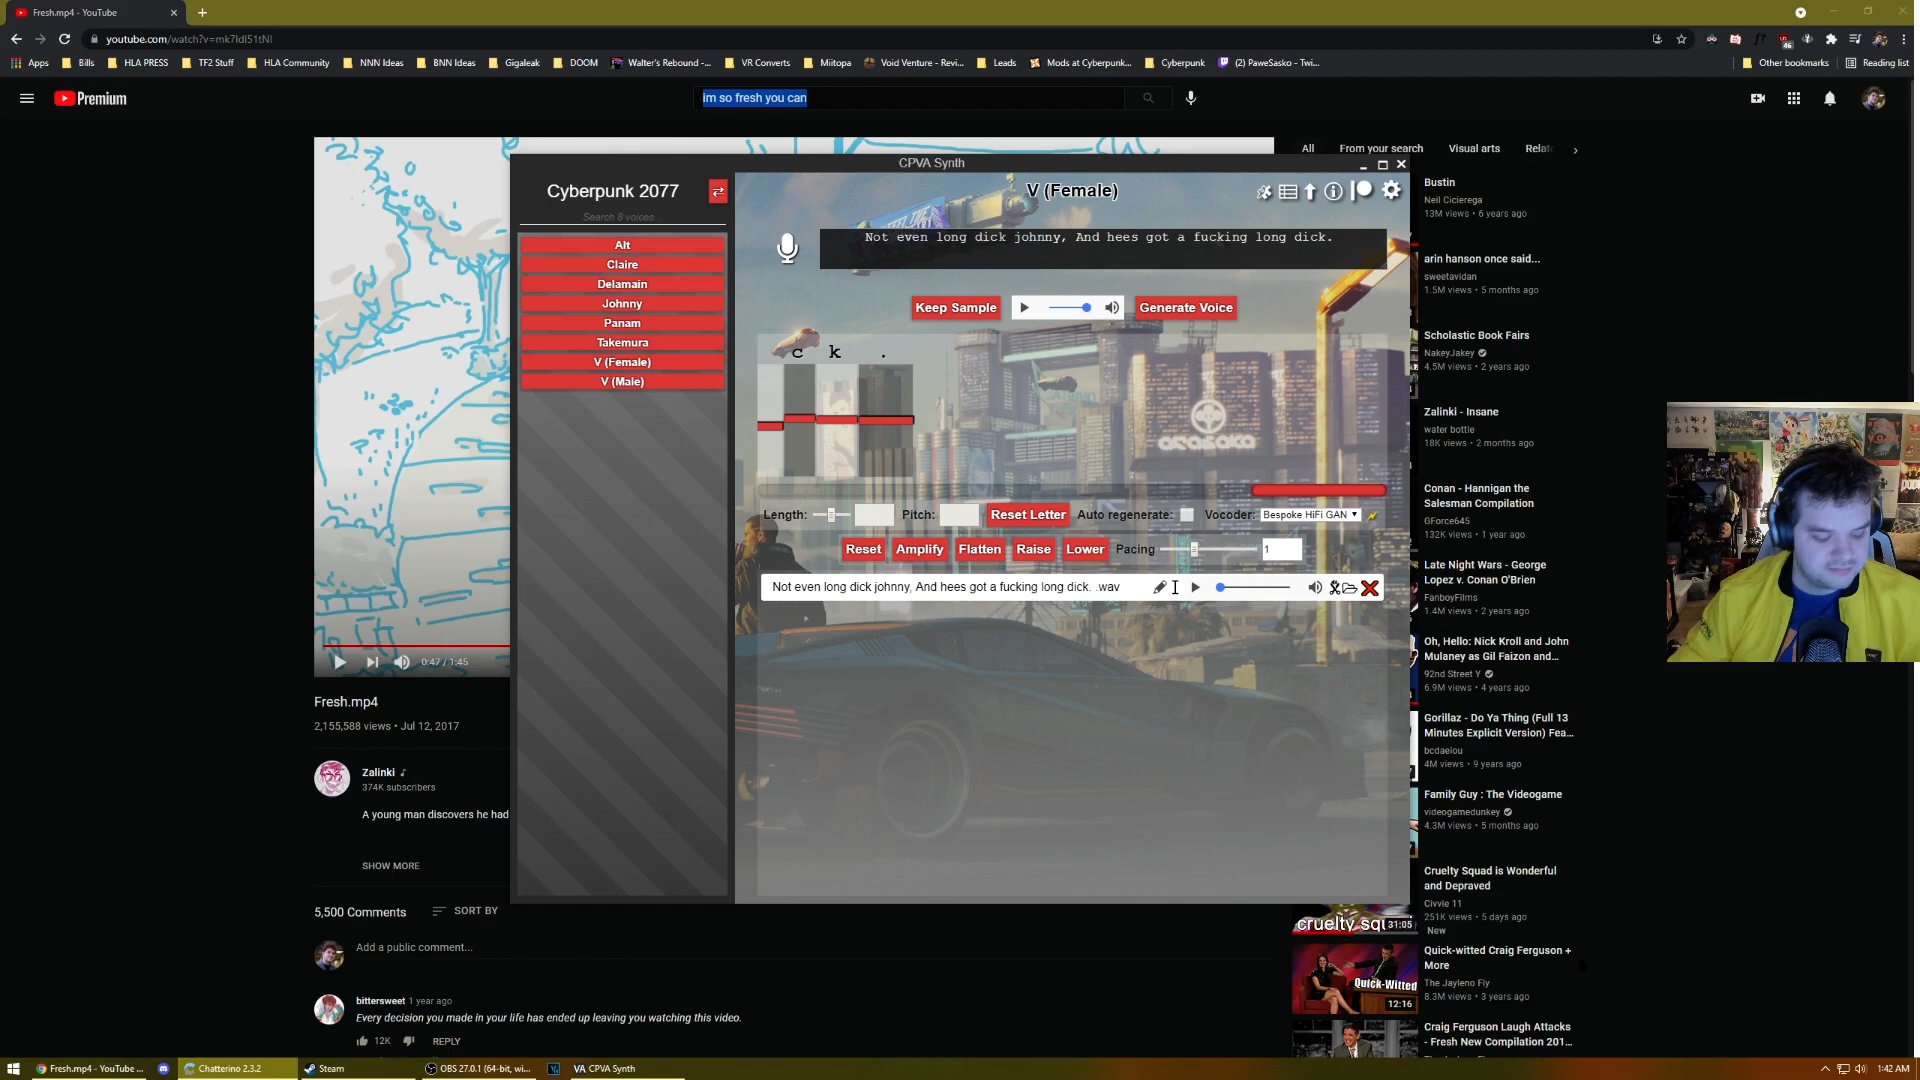 Fresh.mp4 - YouTube
youtube.com/watch?v=mk7Idl51tNI
Apps
Bills
HLA PRESS
TF2 Stuff
HLA Community
NNN Ideas
BNN Ideas
Gigaleak
DOOM
Walter's Rebound -...
VR Converts
Miitopa
Void Venture - Revi...
Leads
Mods at Cyberpunk...
Cyberpunk
(2) PaweSasko - Twi...
Other bookmarks
Reading list
Premium
im so fresh you can
All
From your search
Visual arts
Relate
CPVA Synth
Cyberpunk 2077
Search 8 voices...
Alt
Claire
Delamain
Johnny
Panam
Takemura
V (Female)
V (Male)
V (Female)
Not even long dick johnny, And hees got a fucking long dick.
Keep Sample
Generate Voice
c k .
ARASAKA
Length:
Pitch:
Reset Letter
Auto regenerate:
Vocoder:
Bespoke HiFi GAN
Reset
Amplify
Flatten
Raise
Lower
Pacing
1
Not even long dick johnny, And hees got a fucking long dick. .wav
0:47 / 1:45
Fresh.mp4
2,155,588 views • Jul 12, 2017
Zalinki
374K subscribers
A young man discovers he had
SHOW MORE
5,500 Comments
SORT BY
Add a public comment...
bittersweet 1 year ago
Every decision you made in your life has ended up leaving you watching this video.
12K
REPLY
Bustin
Neil Cicierega
13M views • 6 years ago
arin hanson once said...
sweetavidan
1.5M views • 5 months ago
Scholastic Book Fairs
NakeyJakey
4.5M views • 2 years ago
Zalinki - Insane
water bottle
18K views • 2 months ago
Conan - Hannigan the
Salesman Compilation
GForce645
132K views • 1 year ago
Late Night Wars - George
Lopez v. Conan O'Brien
FanboyFilms
1.4M views • 2 years ago
Oh, Hello: Nick Kroll and John
Mulaney as Gil Faizon and...
92nd Street Y
6.9M views • 4 years ago
Gorillaz - Do Ya Thing (Full 13
Minutes Explicit Version) Fea...
bcdaeiou
4M views • 9 years ago
Family Guy : The Videogame
videogamedunkey
4.3M views • 5 months ago
Cruelty Squad is Wonderful
and Depraved
Civvie 11
251K views • 5 days ago
New
cruelty squ
31:05
Quick-witted Craig Ferguson +
More
The Jayleno Fly
8.3M views • 3 years ago
Quick-Witted
12:16
Craig Ferguson Laugh Attacks
- Fresh New Compilation 201...
Fresh.mp4 - YouTube ...
Chatterino 2.3.2
Steam
OBS 27.0.1 (64-bit, wi...
VA CPVA Synth
1:42 AM